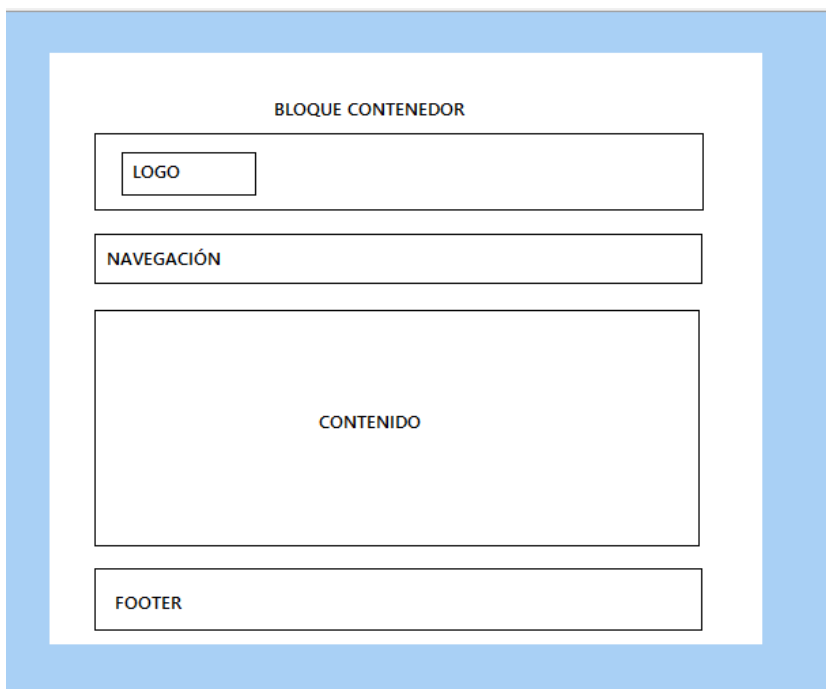 BLOQUE CONTENEDOR
LOGO
NAVEGACIÓN
CONTENIDO
FOOTER